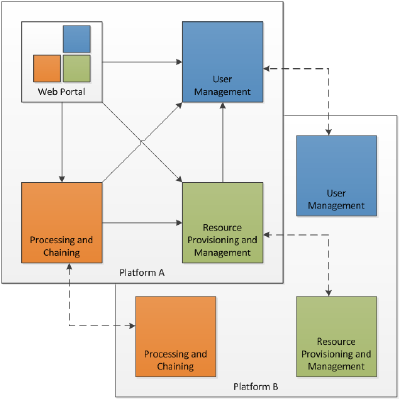 Web Portal
User
Management
User
Management
Processing and
Chaining
Resource
Provisioning and
Management
Platform A
Processing and
Chaining
Resource
Provisioning and
Management
Platform B